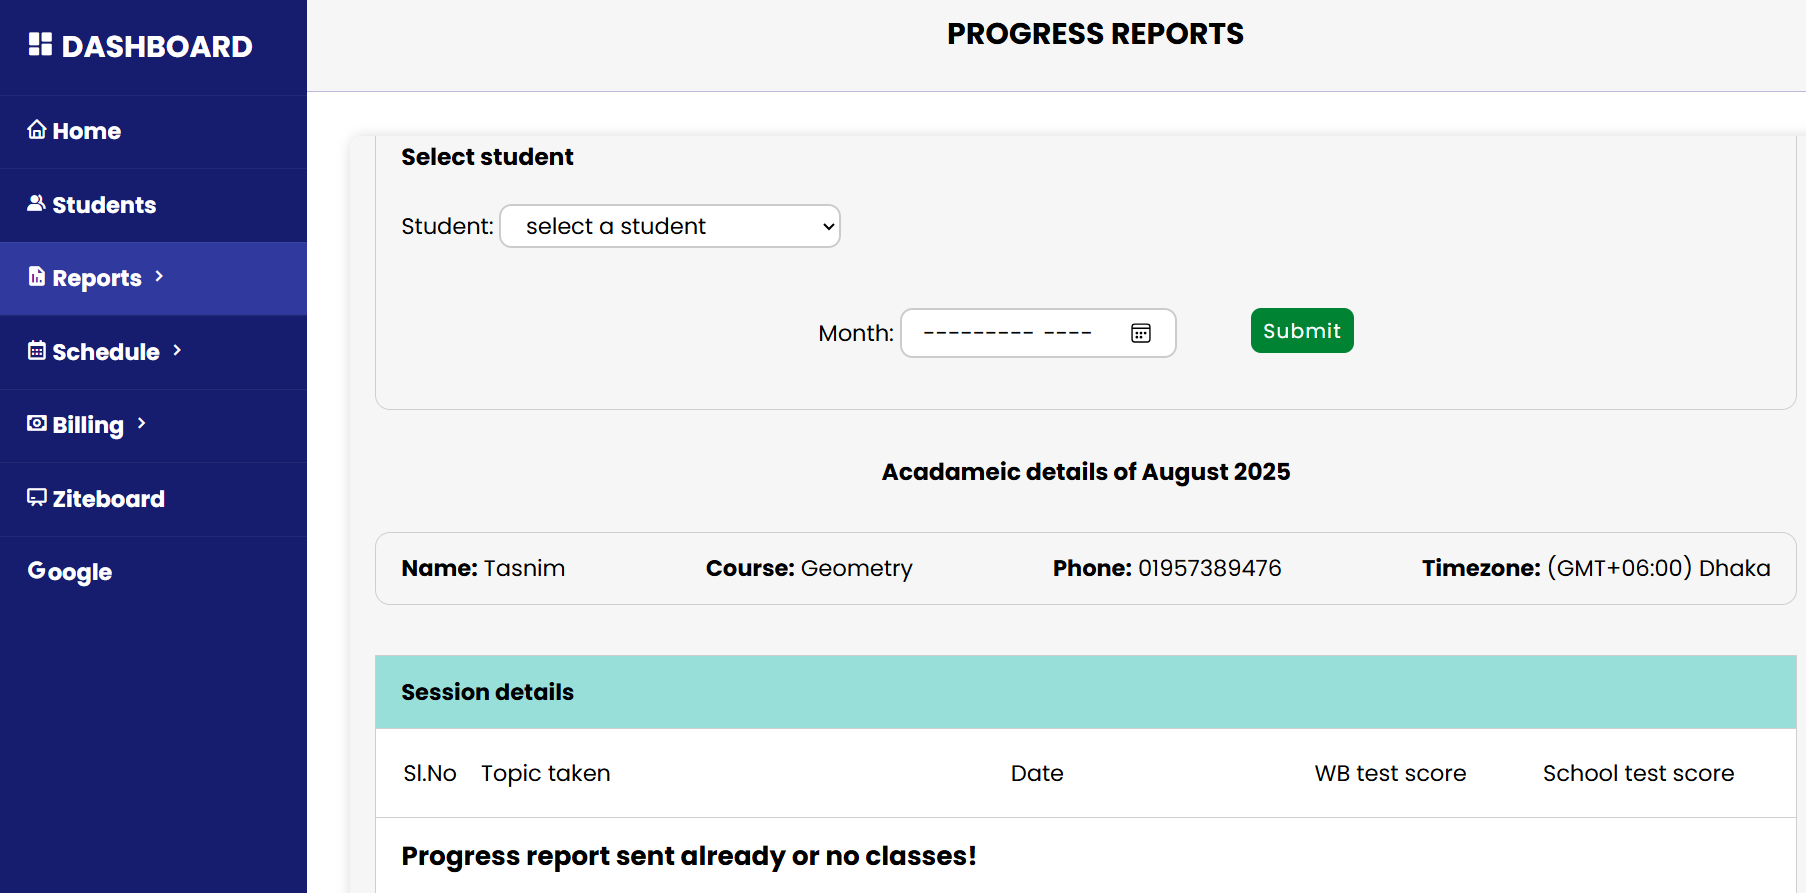 DASHBOARD
Home
Students
Reports
Schedule
Billing
Ziteboard
Google
PROGRESS REPORTS
Select student
Student: select a student
Month: --------- ---- Submit
Acadameic details of August 2025
Name: Tasnim Course: Geometry Phone: 01957389476 Timezone: (GMT+06:00) Dhaka
Session details
Sl.No Topic taken Date WB test score School test score
Progress report sent already or no classes!